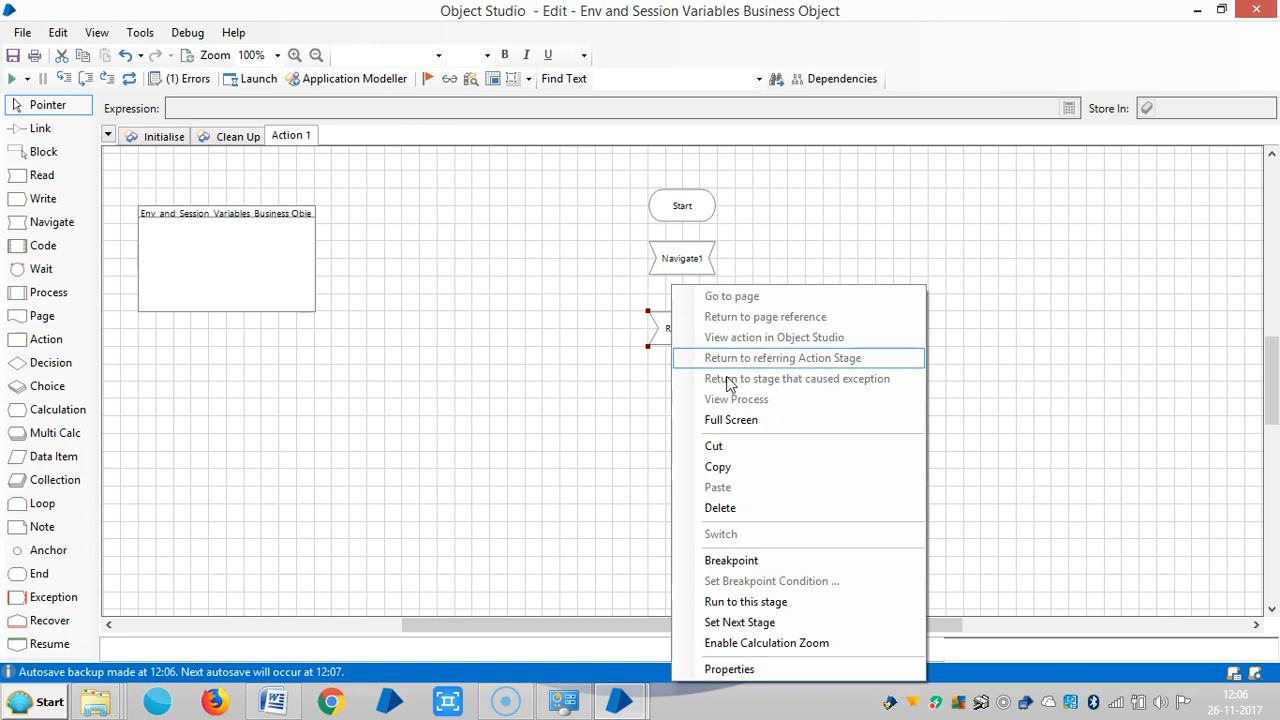 Object Studio - Edit - Env and Session Variables Business Object
File Edit View Tools Debug Help
Zoom 100% B I U
(1) Errors Launch Application Modeller Find Text Dependencies
Pointer
Expression: Store In:
Link
Initialise Clean Up Action 1
Block
Read
Write
Navigate
Code
Wait
Process
Page
Action
Decision
Choice
Calculation
Multi Calc
Data Item
Collection
Loop
Note
Anchor
End
Exception
Recover
Resume
Env and Session Variables Business Obje
Start
Navigate1
R
Go to page
Return to page reference
View action in Object Studio
Return to referring Action Stage
Return to stage that caused exception
View Process
Full Screen
Cut
Copy
Paste
Delete
Switch
Breakpoint
Set Breakpoint Condition ...
Run to this stage
Set Next Stage
Enable Calculation Zoom
Properties
Autosave backup made at 12:06. Next autosave will occur at 12:07.
Start
12:06
26-11-2017